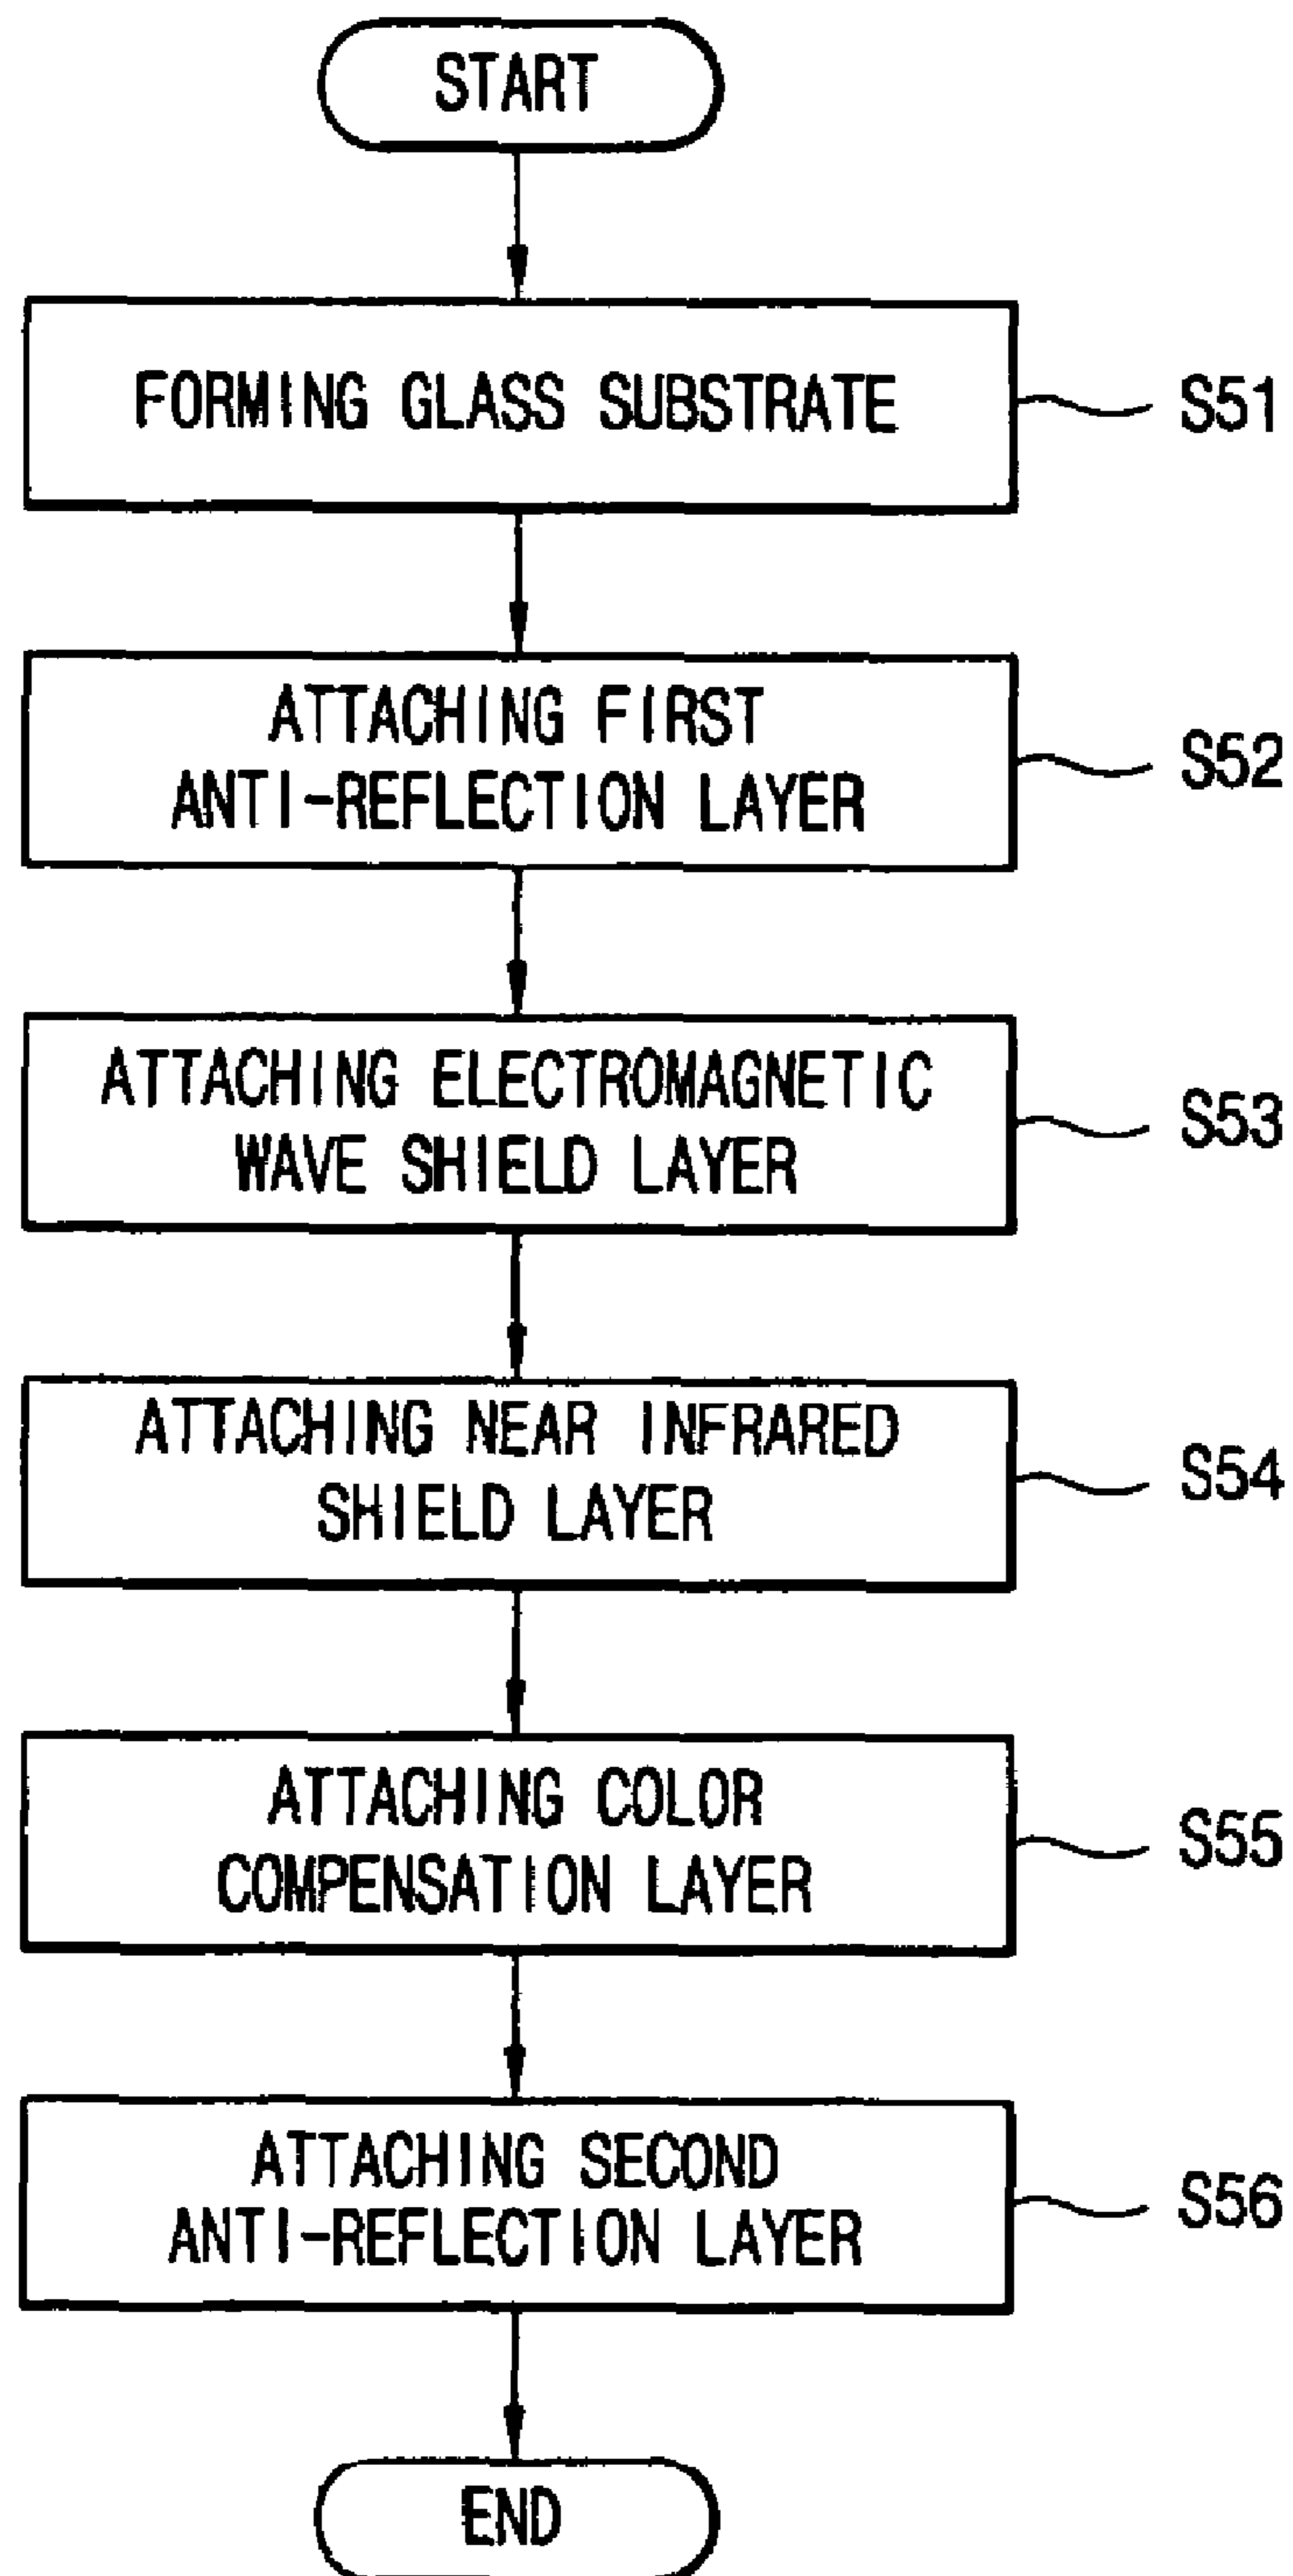 START
FORMING GLASS SUBSTRATE
S51
ATTACHING FIRST
ANTI-REFLECTION LAYER
S52
ATTACHING ELECTROMAGNETIC
WAVE SHIELD LAYER
S53
ATTACHING NEAR INFRARED
SHIELD LAYER
S54
ATTACHING COLOR
COMPENSATION LAYER
S55
ATTACHING SECOND
ANTI-REFLECTION LAYER
S56
END